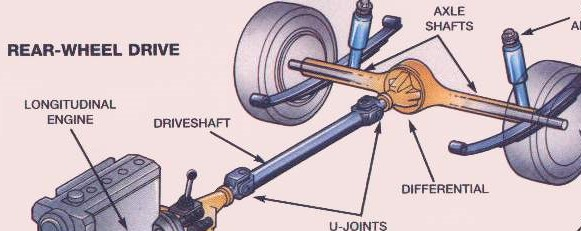 AXLE
SHAFTS
REAR-WHEEL DRIVE
LONGITUDINAL
ENGINE
DRIVESHAFT
DIFFERENTIAL
U-JOINTS